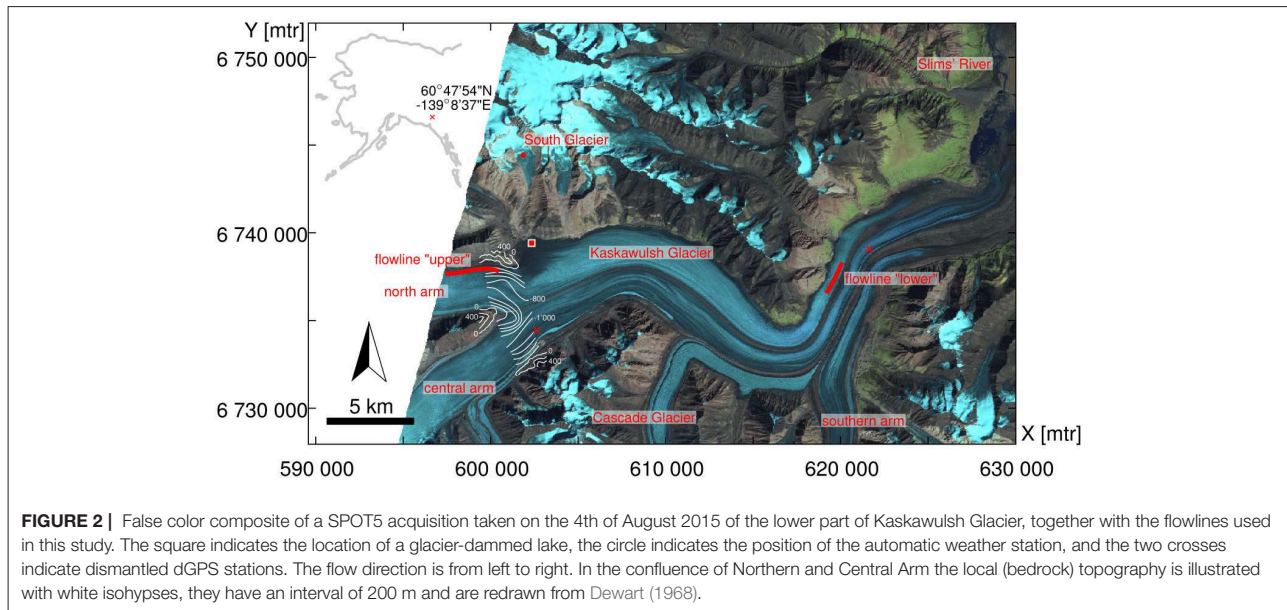 Y [mtr]
6 750 000
6 740 000
6 730 000
60°47'54"N
-139°8'37"E
×
Slims' River
South Glacier
Kaskawulsh Glacier
flowline "upper"
north arm
flowline "lower"
400
0
-800
0
400
0
-1'000
0
400
central arm
Cascade Glacier
southern arm
5 km
X [mtr]
590 000
600 000
610 000
620 000
630 000
FIGURE 2 | False color composite of a SPOT5 acquisition taken on the 4th of August 2015 of the lower part of Kaskawulsh Glacier, together with the flowlines used
in this study. The square indicates the location of a glacier-dammed lake, the circle indicates the position of the automatic weather station, and the two crosses
indicate dismantled dGPS stations. The flow direction is from left to right. In the confluence of Northern and Central Arm the local (bedrock) topography is illustrated
with white isohypses, they have an interval of 200 m and are redrawn from Dewart (1968).